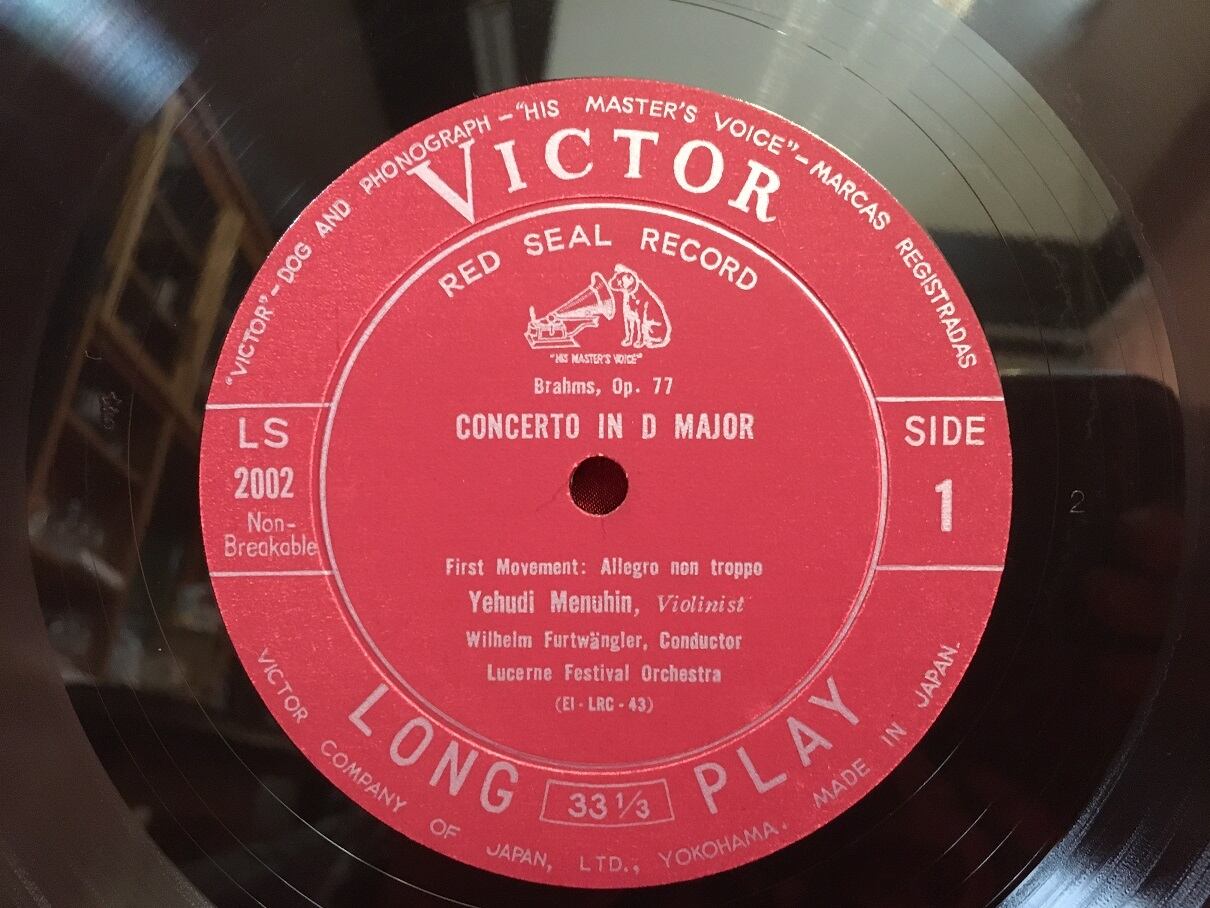 "VICTOR" – DOG AND PHONOGRAPH – "HIS MASTER'S VOICE" – MARCAS REGISTRADAS
VICTOR
RED SEAL RECORD
"HIS MASTER'S VOICE"
Brahms, Op. 77
CONCERTO IN D MAJOR
LS
2002
Non-
Breakable
SIDE
1
2
First Movement: Allegro non troppo
Yehudi Menuhin, Violinist
Wilhelm Furtwängler, Conductor
Lucerne Festival Orchestra
(EI - LRC - 43)
LONG 33 1/3 PLAY
VICTOR COMPANY OF JAPAN, LTD., YOKOHAMA. MADE IN JAPAN.